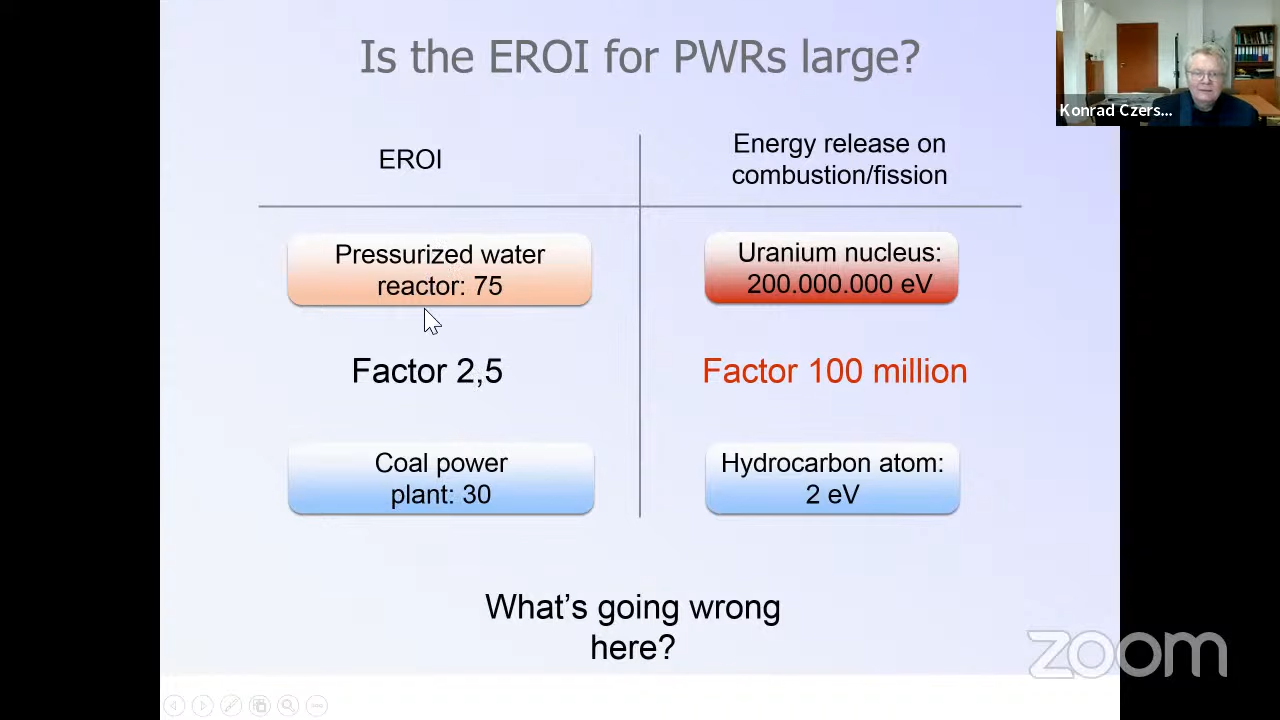 Is the EROI for PWRs large?
Konrad Czers...
EROI
Energy release on
combustion/fission
Pressurized water
reactor: 75
Uranium nucleus:
200.000.000 eV
Factor 2,5
Factor 100 million
Coal power
plant: 30
Hydrocarbon atom:
2 eV
What's going wrong
here?
zoom